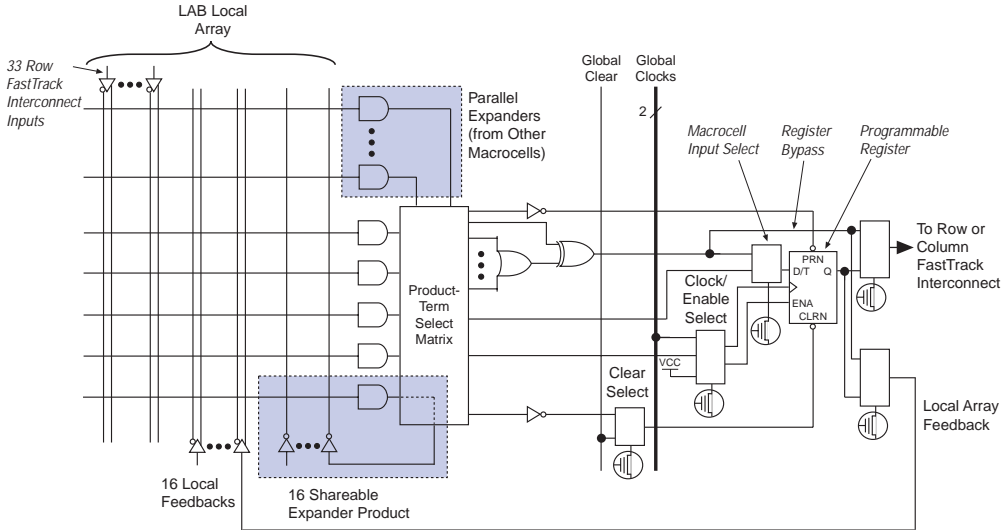 LAB Local
Array
33 Row
FastTrack
Interconnect
Inputs
Parallel
Expanders
(from Other
Macrocells)
Global
Clear
Global
Clocks
2
Macrocell
Input Select
Register
Bypass
Programmable
Register
To Row or
Column
FastTrack
Interconnect
PRN
D/T Q
ENA
CLRN
Product-
Term
Select
Matrix
Clock/
Enable
Select
VCC
Clear
Select
Local Array
Feedback
16 Local
Feedbacks
16 Shareable
Expander Product